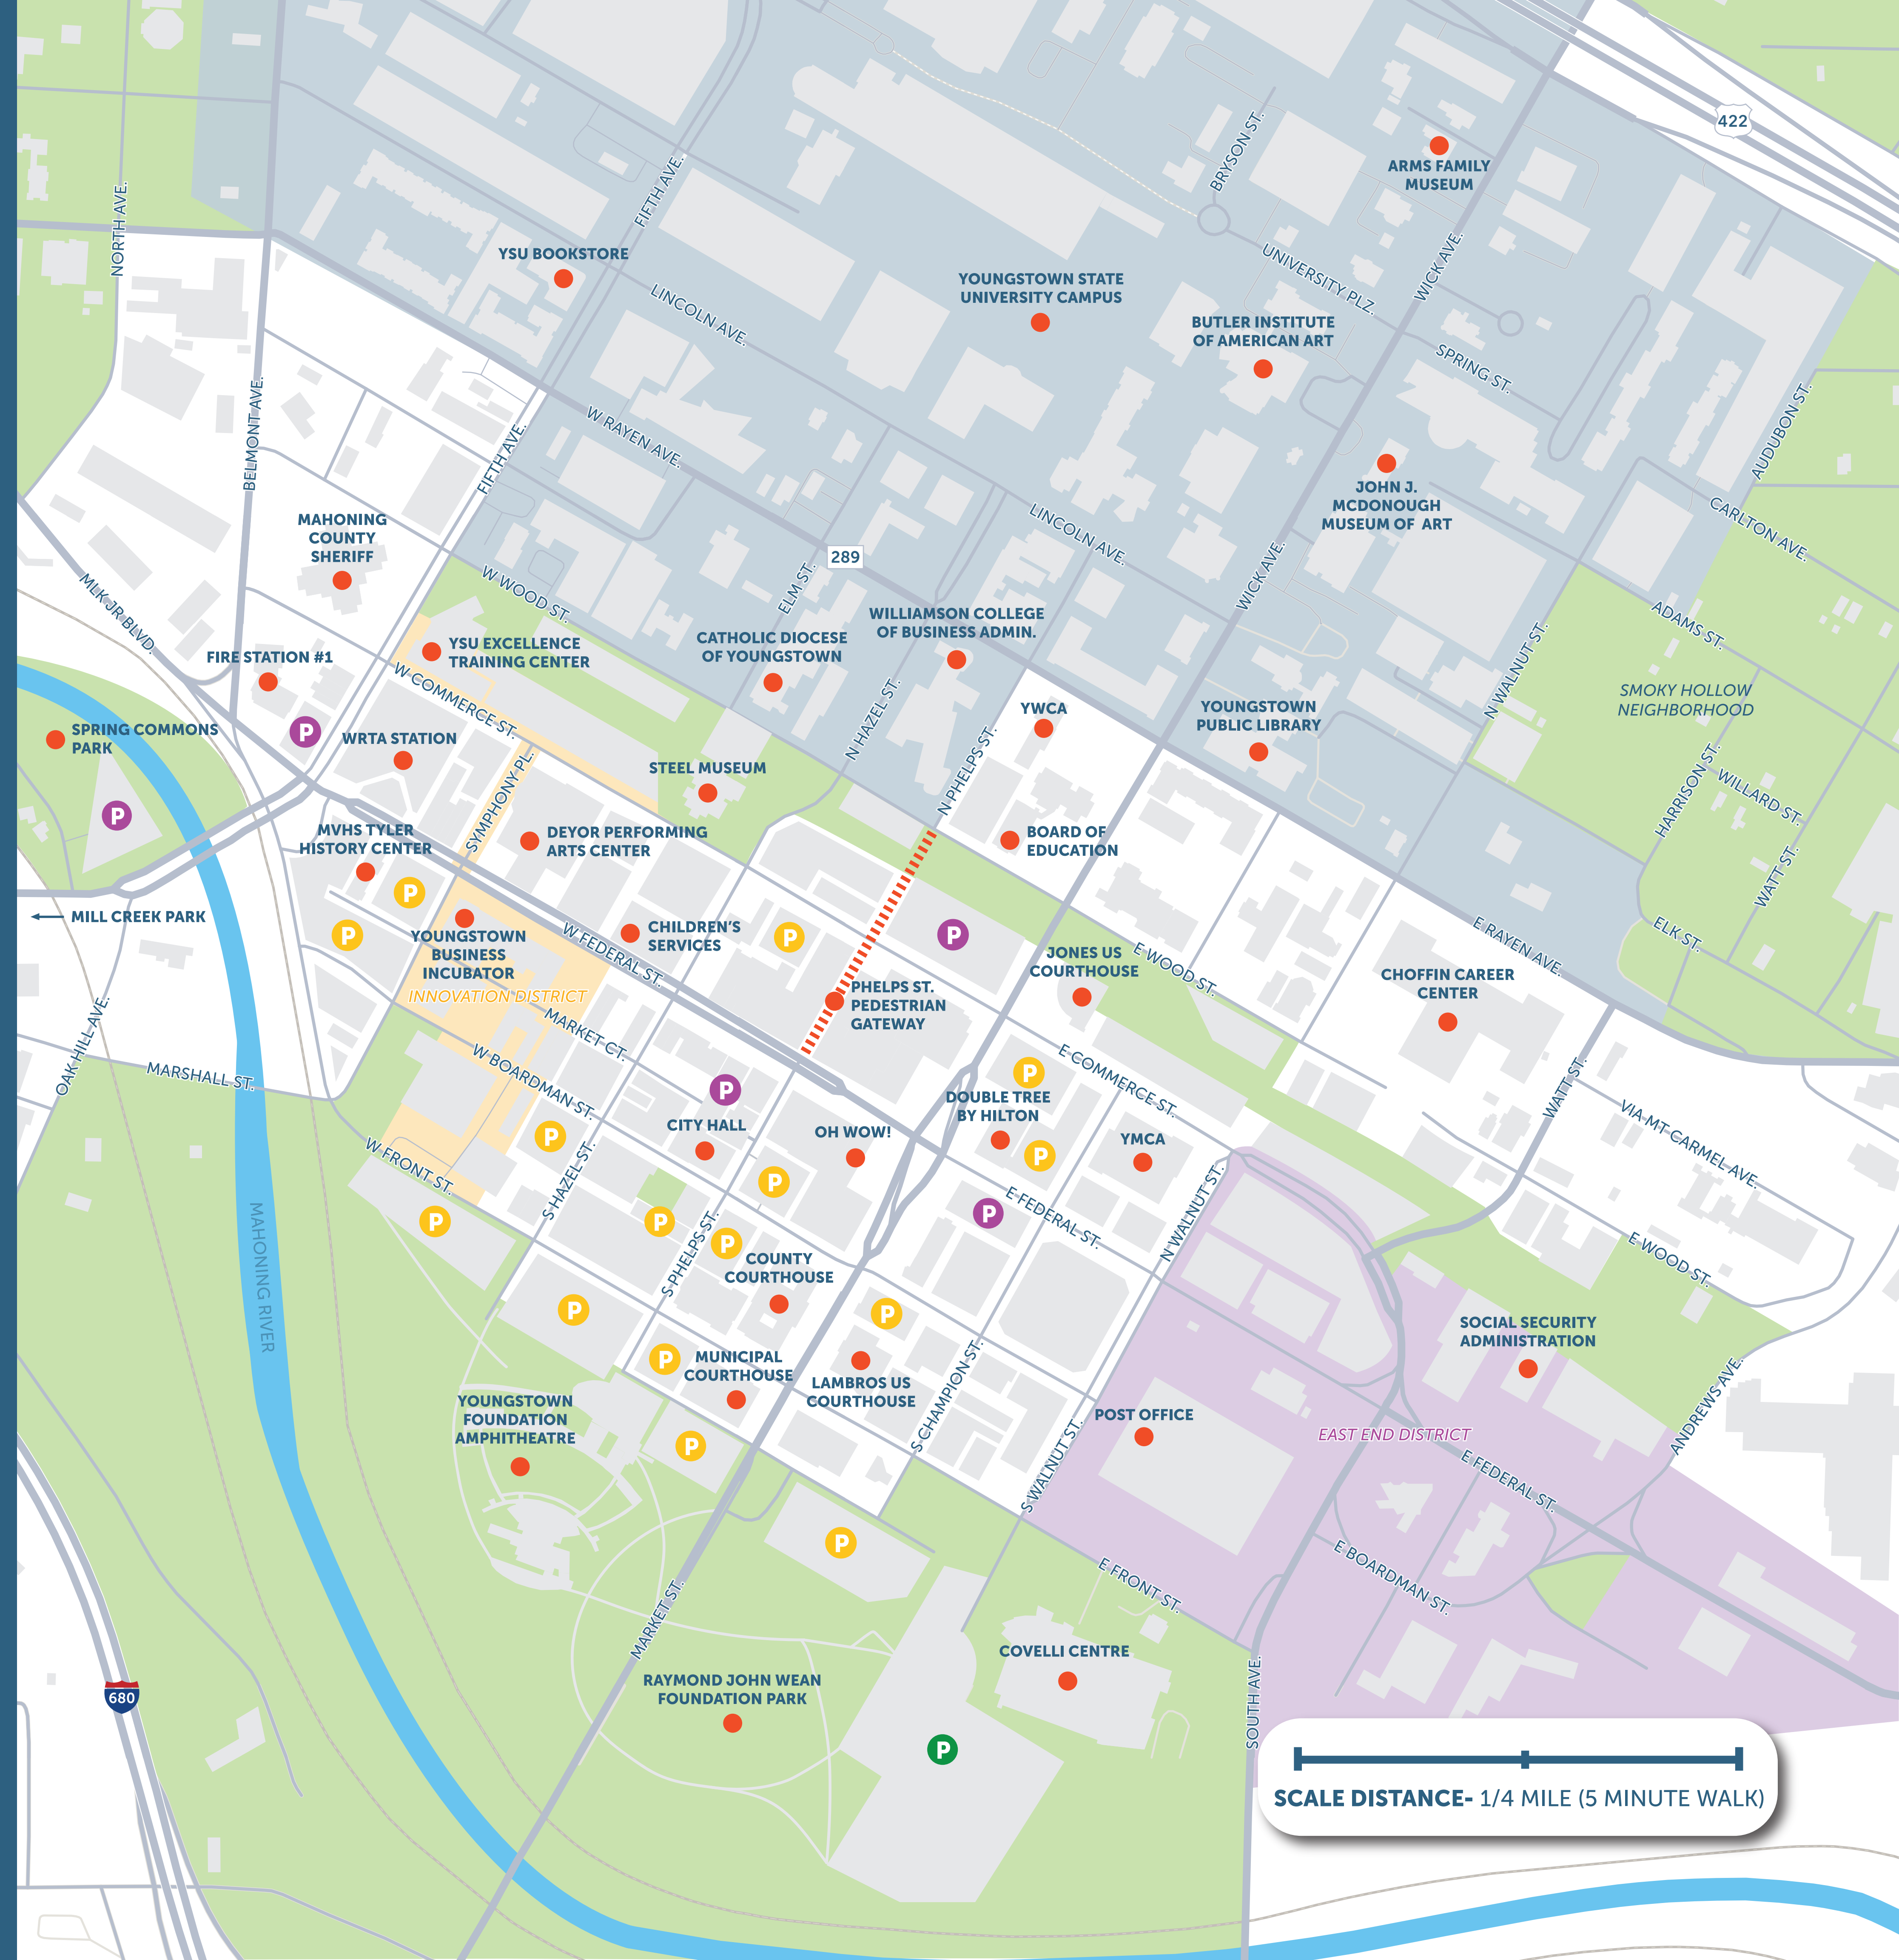 422
ARMS FAMILY
MUSEUM
BRYSON ST.
FIFTH AVE.
NORTH AVE.
YSU BOOKSTORE
WICK AVE.
UNIVERSITY PLZ.
YOUNGSTOWN STATE
UNIVERSITY CAMPUS
LINCOLN AVE.
BUTLER INSTITUTE
OF AMERICAN ART
SPRING ST.
BELMONT AVE.
W RAYEN AVE.
FIFTH AVE.
AUDUBON ST.
JOHN J.
MCDONOUGH
MUSEUM OF ART
CARLTON AVE.
MAHONING
COUNTY
SHERIFF
LINCOLN AVE.
289
WICK AVE.
MLK JR BLVD.
W WOOD ST.
ELM ST.
WILLIAMSON COLLEGE
OF BUSINESS ADMIN.
ADAMS ST.
CATHOLIC DIOCESE
OF YOUNGSTOWN
YSU EXCELLENCE
TRAINING CENTER
FIRE STATION #1
N WALNUT ST.
SMOKY HOLLOW
NEIGHBORHOOD
W COMMERCE ST.
N HAZEL ST.
YWCA
YOUNGSTOWN
PUBLIC LIBRARY
SPRING COMMONS
PARK
P
WRTA STATION
STEEL MUSEUM
N PHELPS ST.
HARRISON ST.
WILLARD ST.
P
SYMPHONY PL.
MVHS TYLER
HISTORY CENTER
DEYOR PERFORMING
ARTS CENTER
BOARD OF
EDUCATION
WATT ST.
P
MILL CREEK PARK
P
YOUNGSTOWN
BUSINESS
INCUBATOR
INNOVATION DISTRICT
W FEDERAL ST.
CHILDREN'S
SERVICES
P
P
JONES US
COURTHOUSE
E WOOD ST.
E RAYEN AVE.
ELK ST.
CHOFFIN CAREER
CENTER
PHELPS ST.
PEDESTRIAN
GATEWAY
OAK HILL AVE.
MARSHALL ST.
MARKET CT.
W BOARDMAN ST.
E COMMERCE ST.
P
P
DOUBLE TREE
BY HILTON
WATT ST.
VIA MT CARMEL AVE.
CITY HALL
OH WOW!
P
YMCA
P
W FRONT ST.
S HAZEL ST.
P
P
P
P
P
E FEDERAL ST.
N WALNUT ST.
S PHELPS ST.
P
COUNTY
COURTHOUSE
E WOOD ST.
MAHONING RIVER
P
P
SOCIAL SECURITY
ADMINISTRATION
P
MUNICIPAL
COURTHOUSE
LAMBROS US
COURTHOUSE
S CHAMPION ST.
ANDREWS AVE.
YOUNGSTOWN
FOUNDATION
AMPHITHEATRE
P
POST OFFICE
EAST END DISTRICT
S WALNUT ST.
E FEDERAL ST.
P
E FRONT ST.
E BOARDMAN ST.
MARKET ST.
COVELLI CENTRE
RAYMOND JOHN WEAN
FOUNDATION PARK
680
P
SOUTH AVE.
SCALE DISTANCE- 1/4 MILE (5 MINUTE WALK)